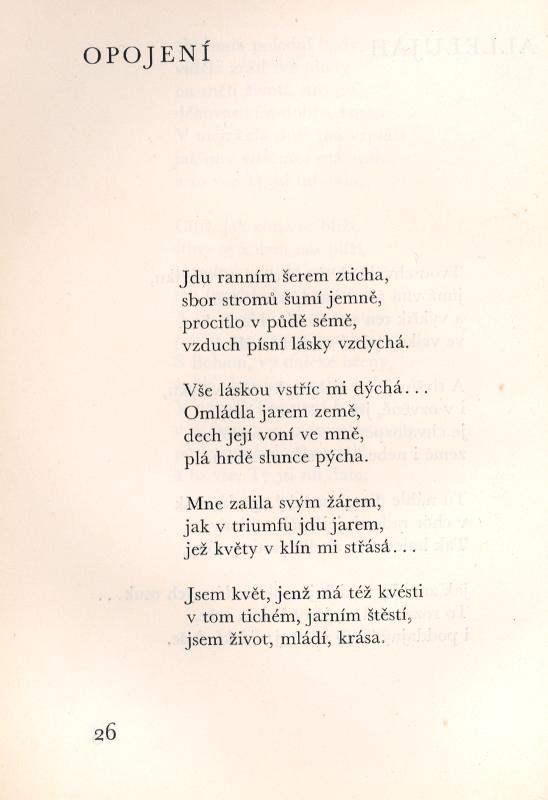 OPOJENÍ
Jdu ranním šerem zticha,
sbor stromů šumí jemně,
procitlo v půdě sémě,
vzduch písní lásky vzdychá.
Vše láskou vstříc mi dýchá...
Omládla jarem země,
dech její voní ve mně,
plá hrdě slunce pýcha.
Mne zalila svým žárem,
jak v triumfu jdu jarem,
jež květy v klín mi střásá...
Jsem květ, jenž má též kvésti
v tom tichém, jarním štěstí,
jsem život, mládí, krása.
26